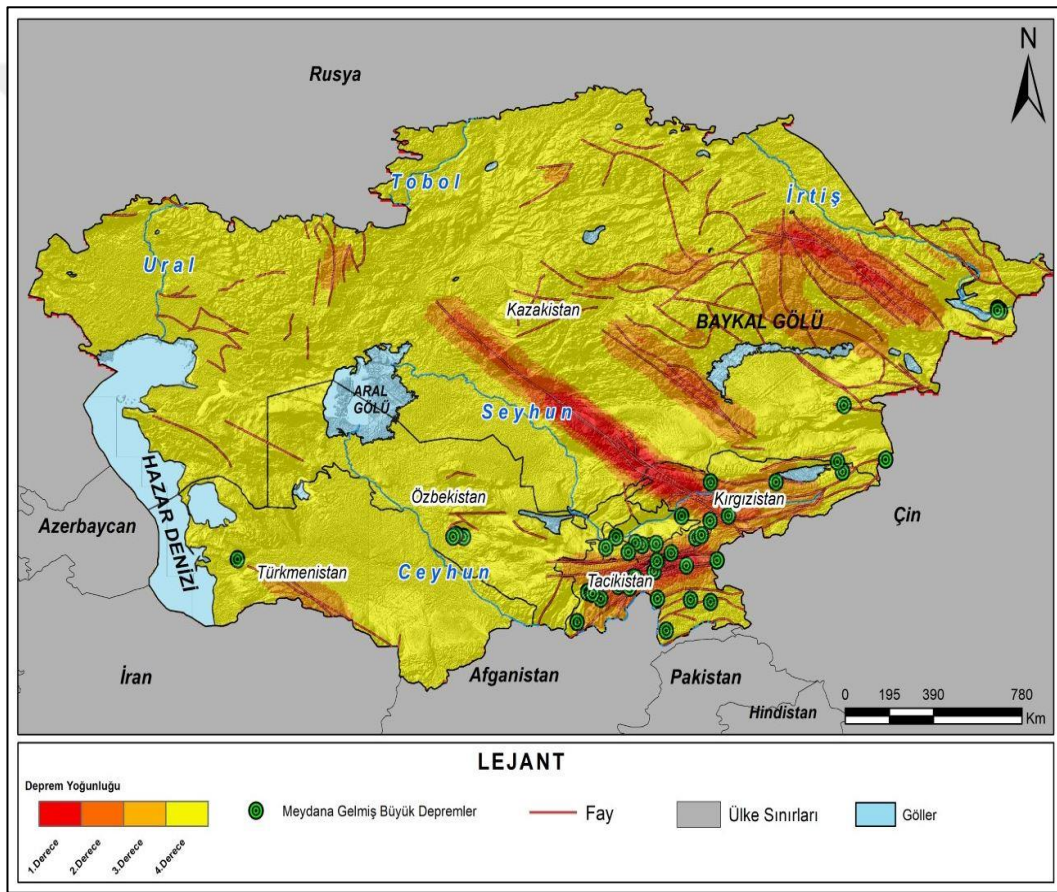 N
Rusya
Tobol
İrtiş
Ural
Kazakistan
BAYKAL GÖLÜ
ARAL
GÖLÜ
Seyhun
HAZAR DENİZİ
Özbekistan
Kırgızistan
Azerbaycan
Çin
Türkmenistan
Ceyhun
Tacikistan
İran
Afganistan
Pakistan
Hindistan
0 195 390 780
Km
LEJANT
Deprem Yoğunluğu
1.Derece
2.Derece
3.Derece
4.Derece
Meydana Gelmiş Büyük Depremler
Fay
Ülke Sınırları
Göller